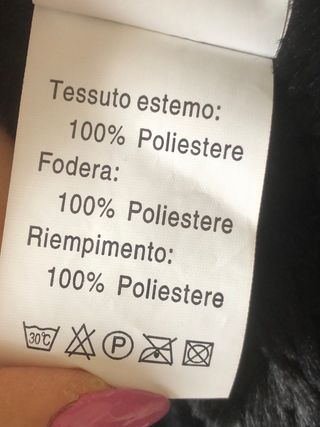 Tessuto estemo:
100% Poliestere
Fodera:
100% Poliestere
Riempimento:
100% Poliestere
30°C P